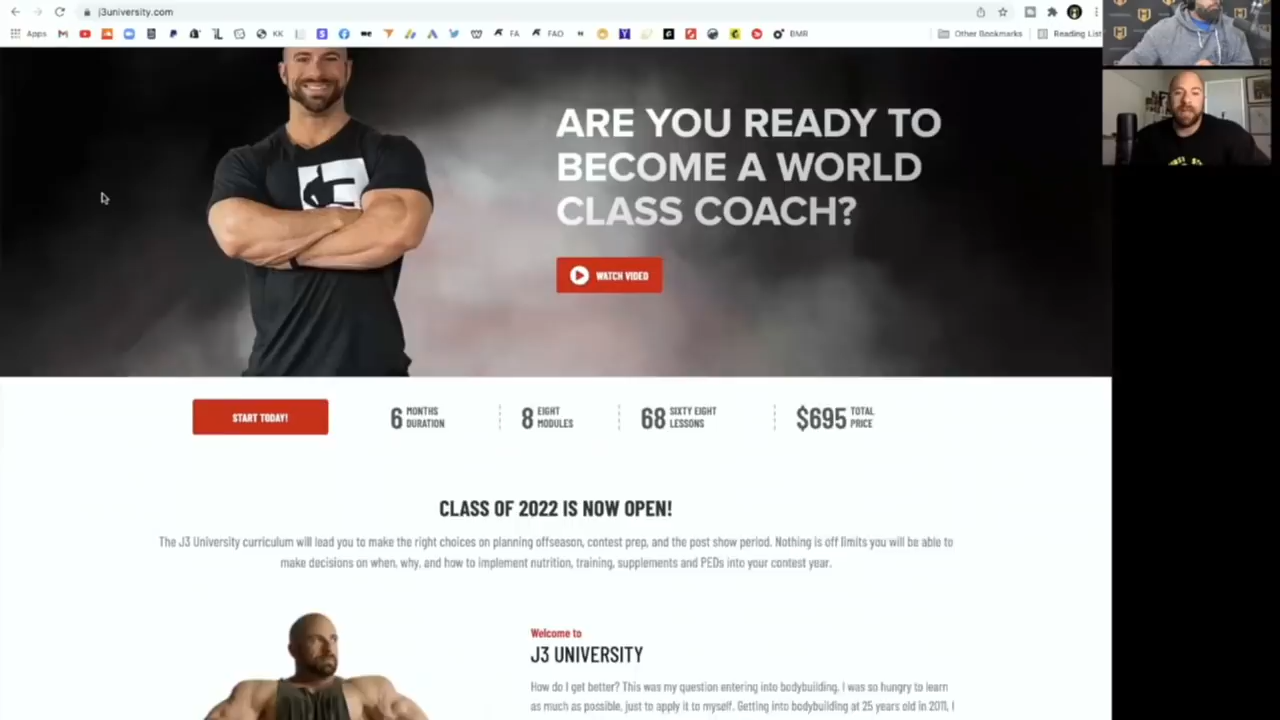 j3university.com
Apps
KK
FA
FAO
BMR
Other Bookmarks
Reading List
J3
ARE YOU READY TO
BECOME A WORLD
CLASS COACH?
WATCH VIDEO
START TODAY!
6 MONTHS DURATION
8 EIGHT MODULES
68 SIXTY EIGHT LESSONS
$695 TOTAL PRICE
CLASS OF 2022 IS NOW OPEN!
The J3 University curriculum will lead you to make the right choices on planning offseason, contest prep, and the post show period. Nothing is off limits you will be able to
make decisions on when, why, and how to implement nutrition, training, supplements and PEDs into your contest year.
Welcome to
J3 UNIVERSITY
How do I get better? This was my question entering into bodybuilding. I was so hungry to learn
as much as possible, just to apply it to myself. Getting into bodybuilding at 25 years old in 2011, I